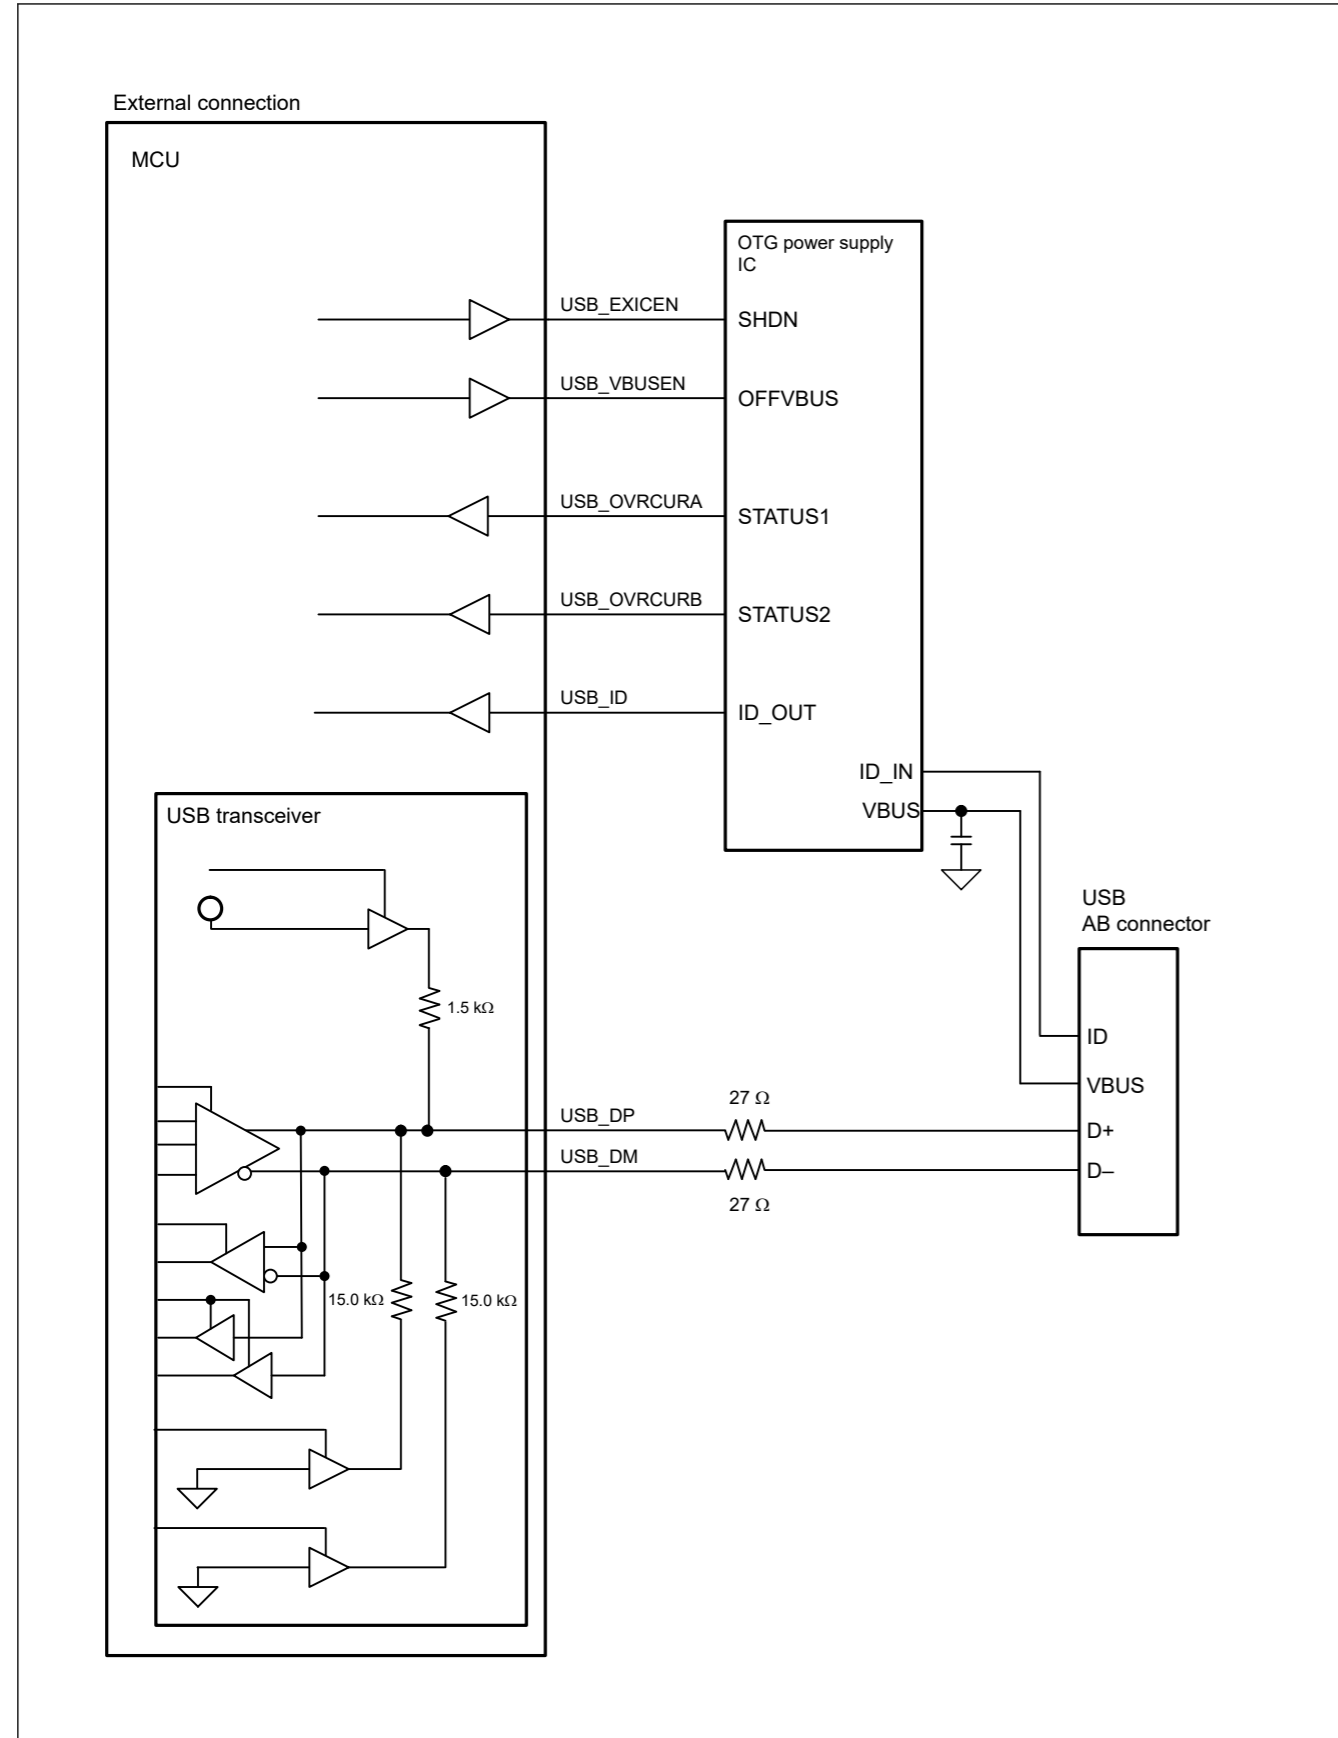 External connection
MCU
OTG power supply
IC
USB_EXICEN
SHDN
USB_VBUSEN
OFFVBUS
USB_OVRCURA
STATUS1
USB_OVRCURB
STATUS2
USB_ID
ID_OUT
ID_IN
VBUS
USB transceiver
USB
AB connector
1.5 kΩ
ID
VBUS
27 Ω
USB_DP
D+
USB_DM
D–
27 Ω
15.0 kΩ
15.0 kΩ